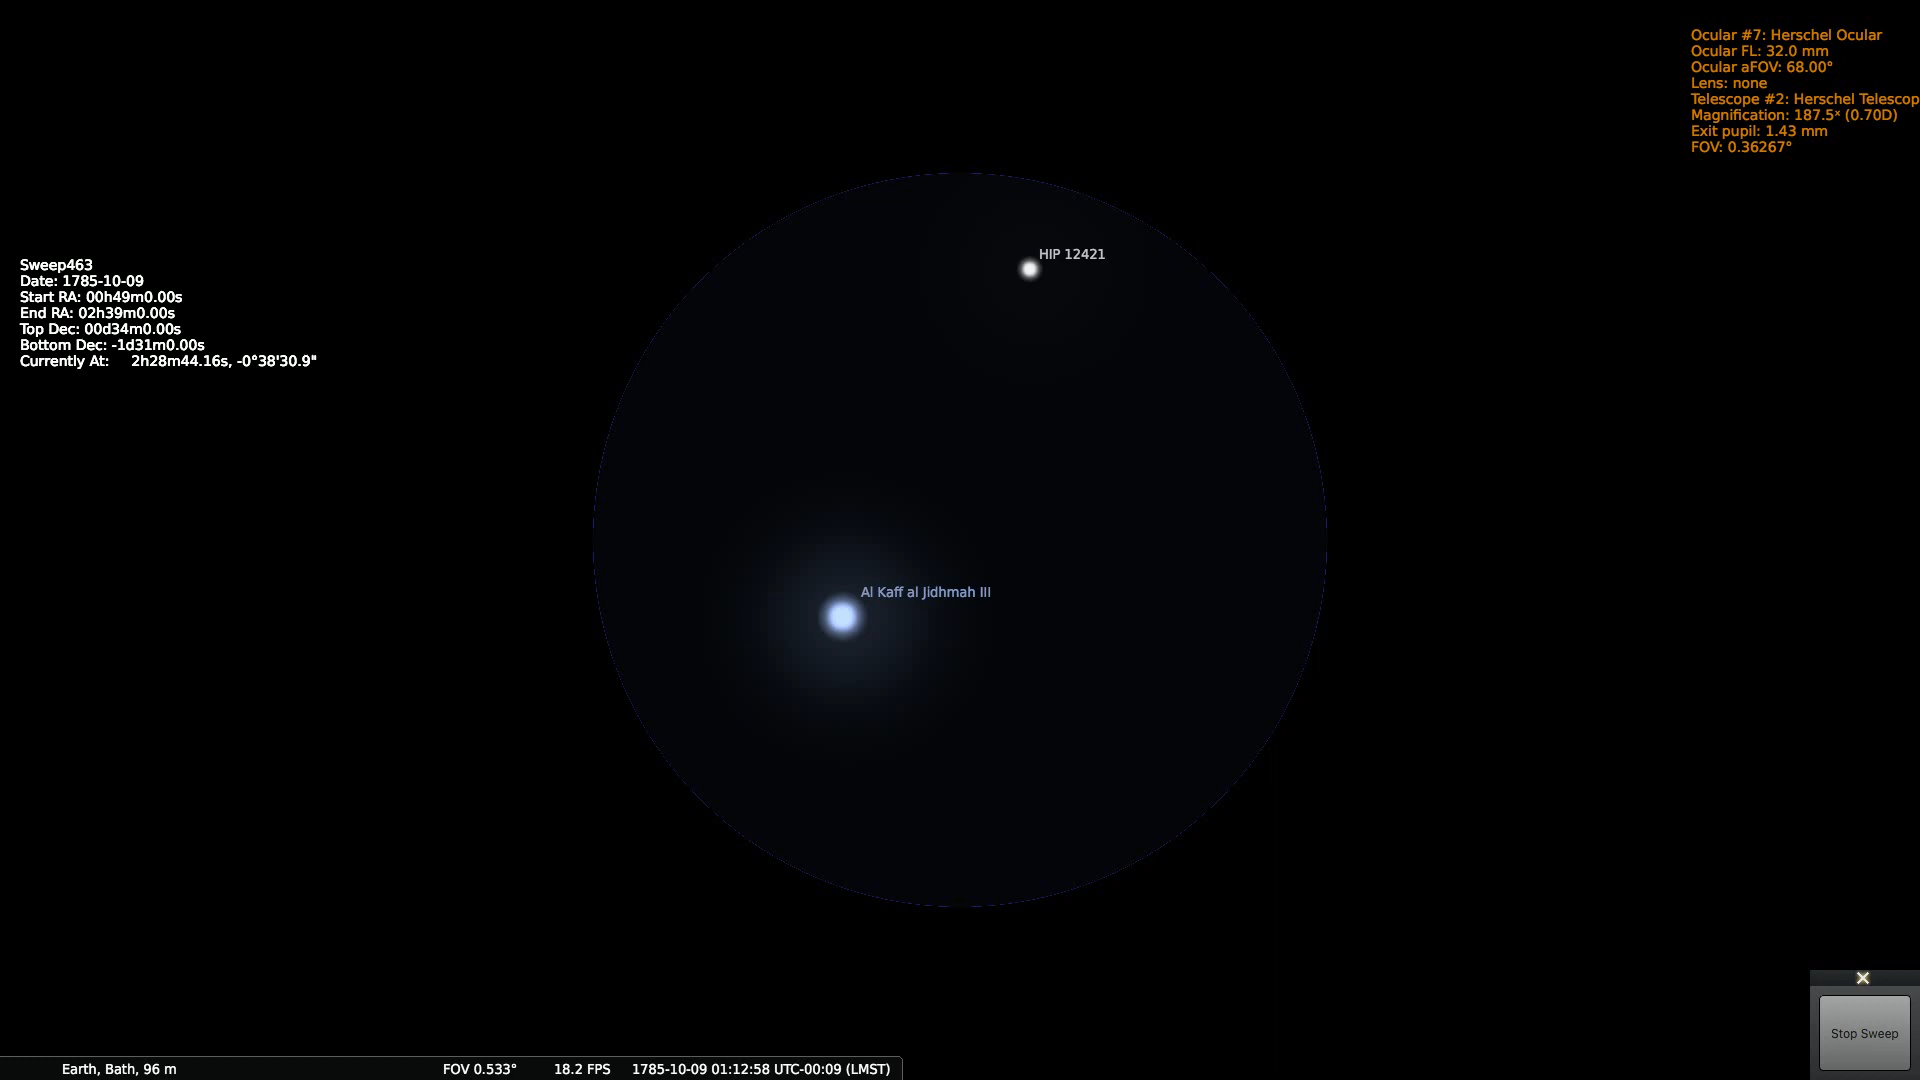 Ocular #7: Herschel Ocular
Ocular FL: 32.0 mm
Ocular aFOV: 68.00°
Lens: none
Telescope #2: Herschel Telescop
Magnification: 187.5ˣ (0.70D)
Exit pupil: 1.43 mm
FOV: 0.36267°
HIP 12421
Sweep463
Date: 1785-10-09
Start RA: 00h49m0.00s
End RA: 02h39m0.00s
Top Dec: 00d34m0.00s
Bottom Dec: -1d31m0.00s
Currently At: 2h28m44.16s, -0°38'30.9"
Al Kaff al Jidhmah III
Stop Sweep
Earth, Bath, 96 m FOV 0.533° 18.2 FPS 1785-10-09 01:12:58 UTC-00:09 (LMST)